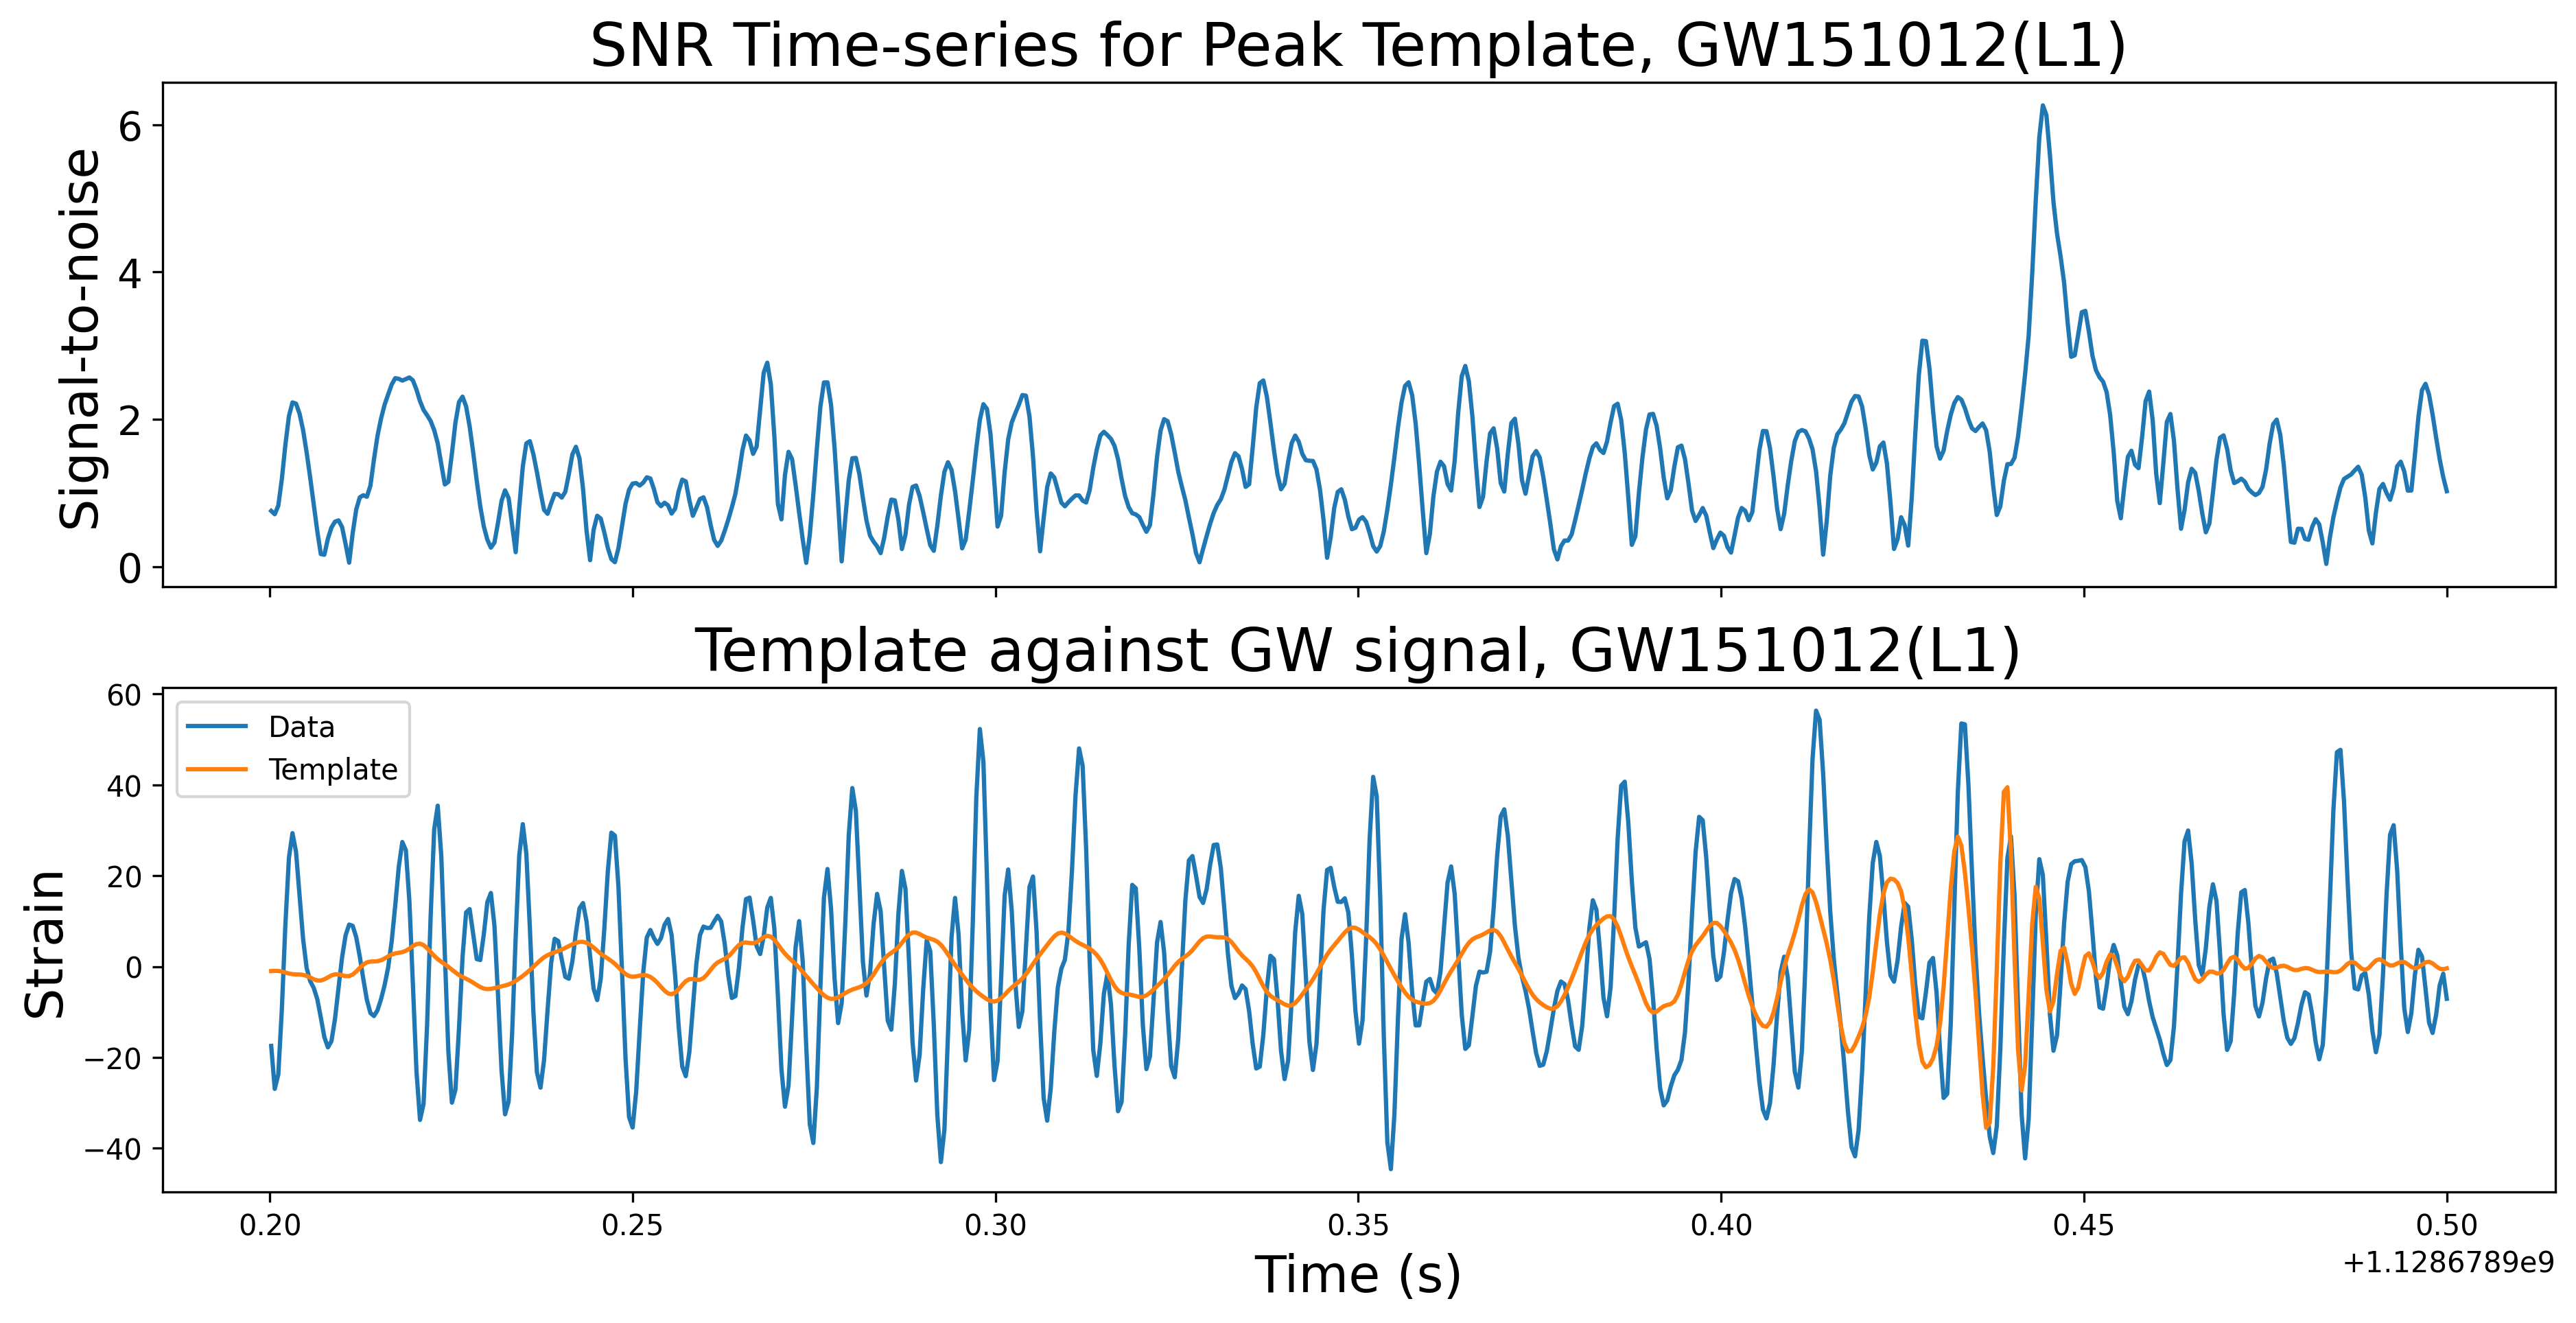 SNR Time-series for Peak Template, GW151012(L1)
Signal-to-noise
6
4
2
0
Template against GW signal, GW151012(L1)
Strain
60
40
20
0
−20
−40
Data
Template
0.20 0.25 0.30 0.35 0.40 0.45 0.50
+1.1286789e9
Time (s)